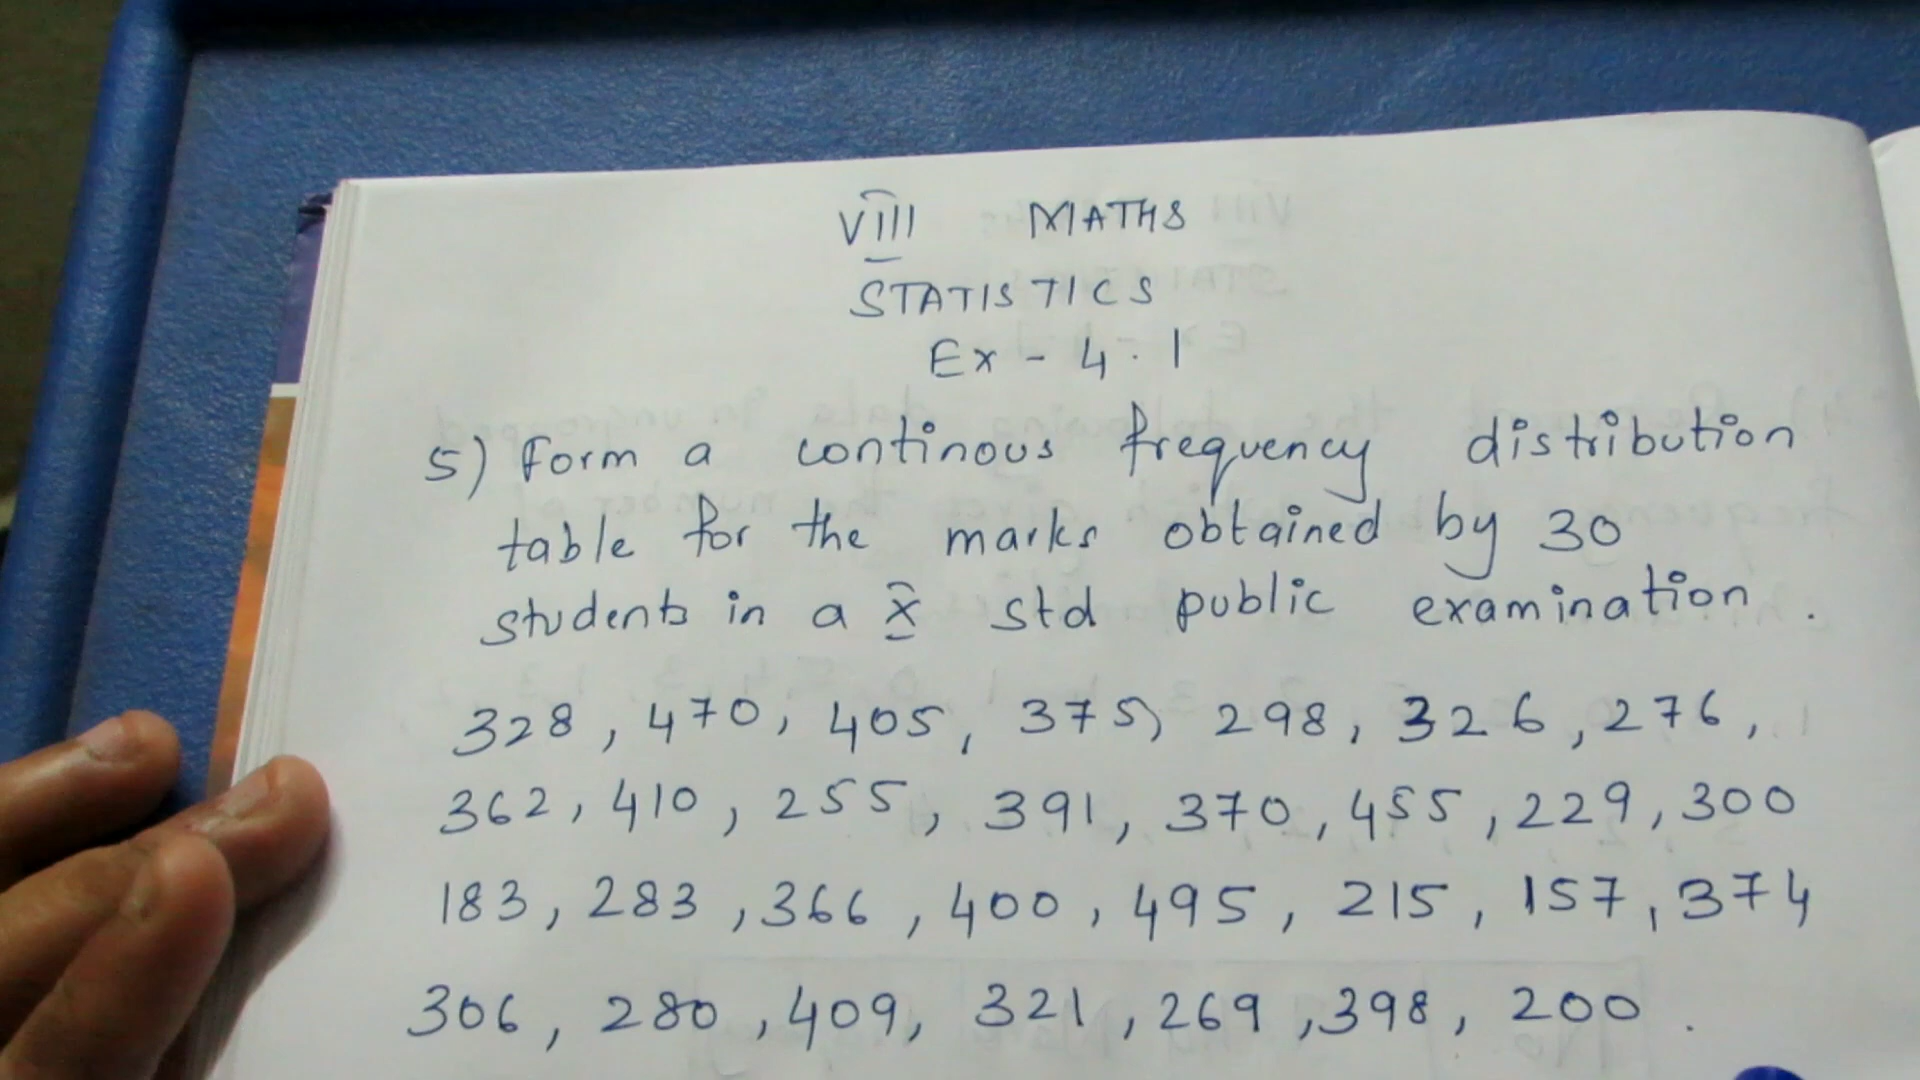 VIII MATHS
STATISTICS
Ex - 4.1
5) Form a continous frequency distribution
table for the marks obtained by 30
students in a X std public examination.
328, 470, 405, 375, 298, 326, 276,
362, 410, 255, 391, 370, 455, 229, 300
183, 283, 366, 400, 495, 215, 157, 374
306, 280, 409, 321, 269, 398, 200.